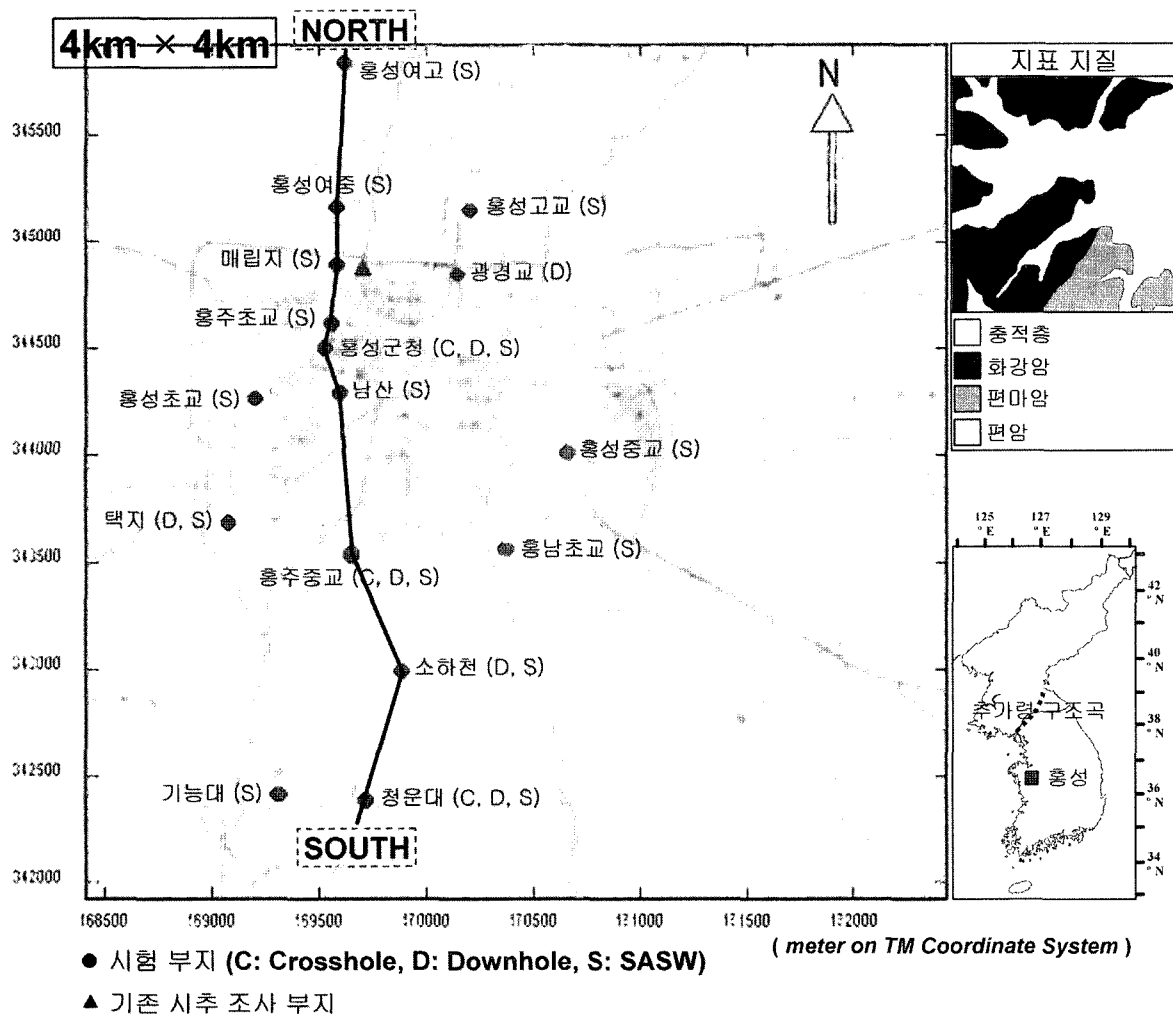 4km × 4km
NORTH
홍성여고 (S)
N
지표 지질
345500
홍성여중 (S)
홍성고교 (S)
345000
매립지 (S)
광경교 (D)
홍주초교 (S)
344500
홍성군청 (C, D, S)
충적층
화강암
편마암
편암
남산 (S)
홍성초교 (S)
344000
홍성중교 (S)
택지 (D, S)
343500
홍남초교 (S)
홍주중교 (C, D, S)
125 °E
127 °E
129 °E
42 °N
40 °N
38 °N
36 °N
34 °N
추가령 구조곡
홍성
343000
소하천 (D, S)
342500
기능대 (S)
청운대 (C, D, S)
SOUTH
342000
168500 169000 169500 170000 170500 171000 171500 172000
( meter on TM Coordinate System )
● 시험 부지 (C: Crosshole, D: Downhole, S: SASW)
▲ 기존 시추 조사 부지